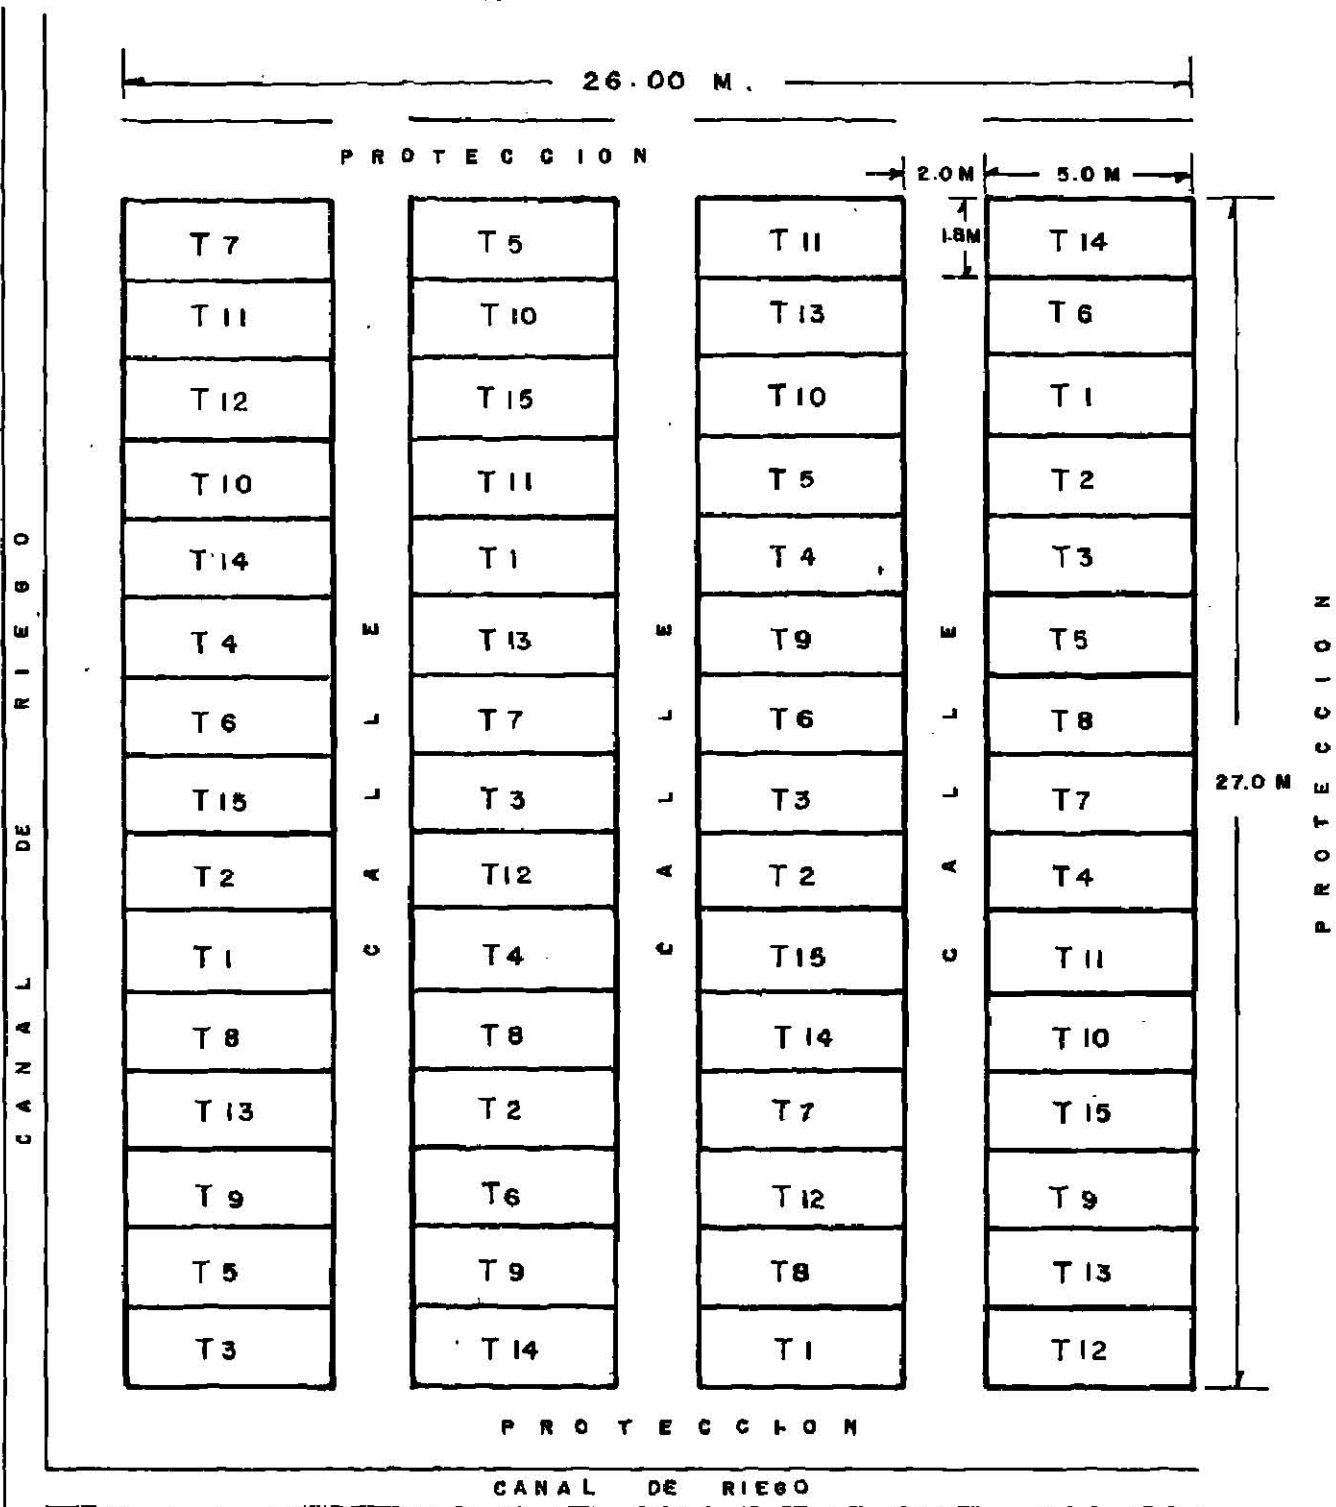 26.00 M.
PROTECCION
2.0 M 5.0 M
1.8M
T 7 T 5 T 11 T 14
T 11 T 10 T 13 T 6
T 12 T 15 T 10 T 1
T 10 T 11 T 5 T 2
T 14 T 1 T 4 T 3
T 4 T 13 T 9 T 5
T 6 T 7 T 6 T 8
T 15 T 3 T 3 T 7
T 2 T 12 T 2 T 4
T 1 T 4 T 15 T 11
T 8 T 8 T 14 T 10
T 13 T 2 T 7 T 15
T 9 T 6 T 12 T 9
T 5 T 9 T 8 T 13
T 3 T 14 T 1 T 12
CANAL DE RIEGO
CALLE
CALLE
CALLE
27.0 M
PROTECCION
PROTECCION
CANAL DE RIEGO